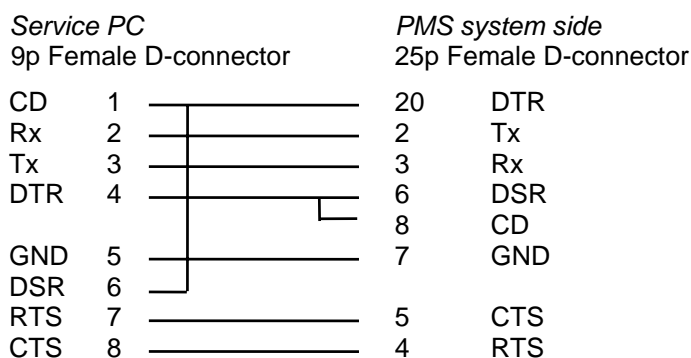 Service PC PMS system side
9p Female D-connector 25p Female D-connector
CD 1 20 DTR
Rx 2 2 Tx
Tx 3 3 Rx
DTR 4 6 DSR
8 CD
GND 5 7 GND
DSR 6
RTS 7 5 CTS
CTS 8 4 RTS